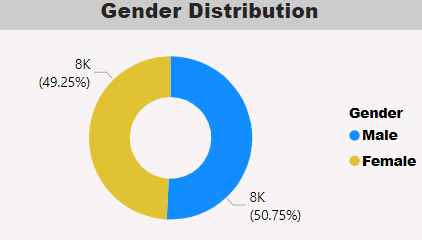 Gender Distribution
8K
(49.25%)
Gender
Male
Female
8K
(50.75%)